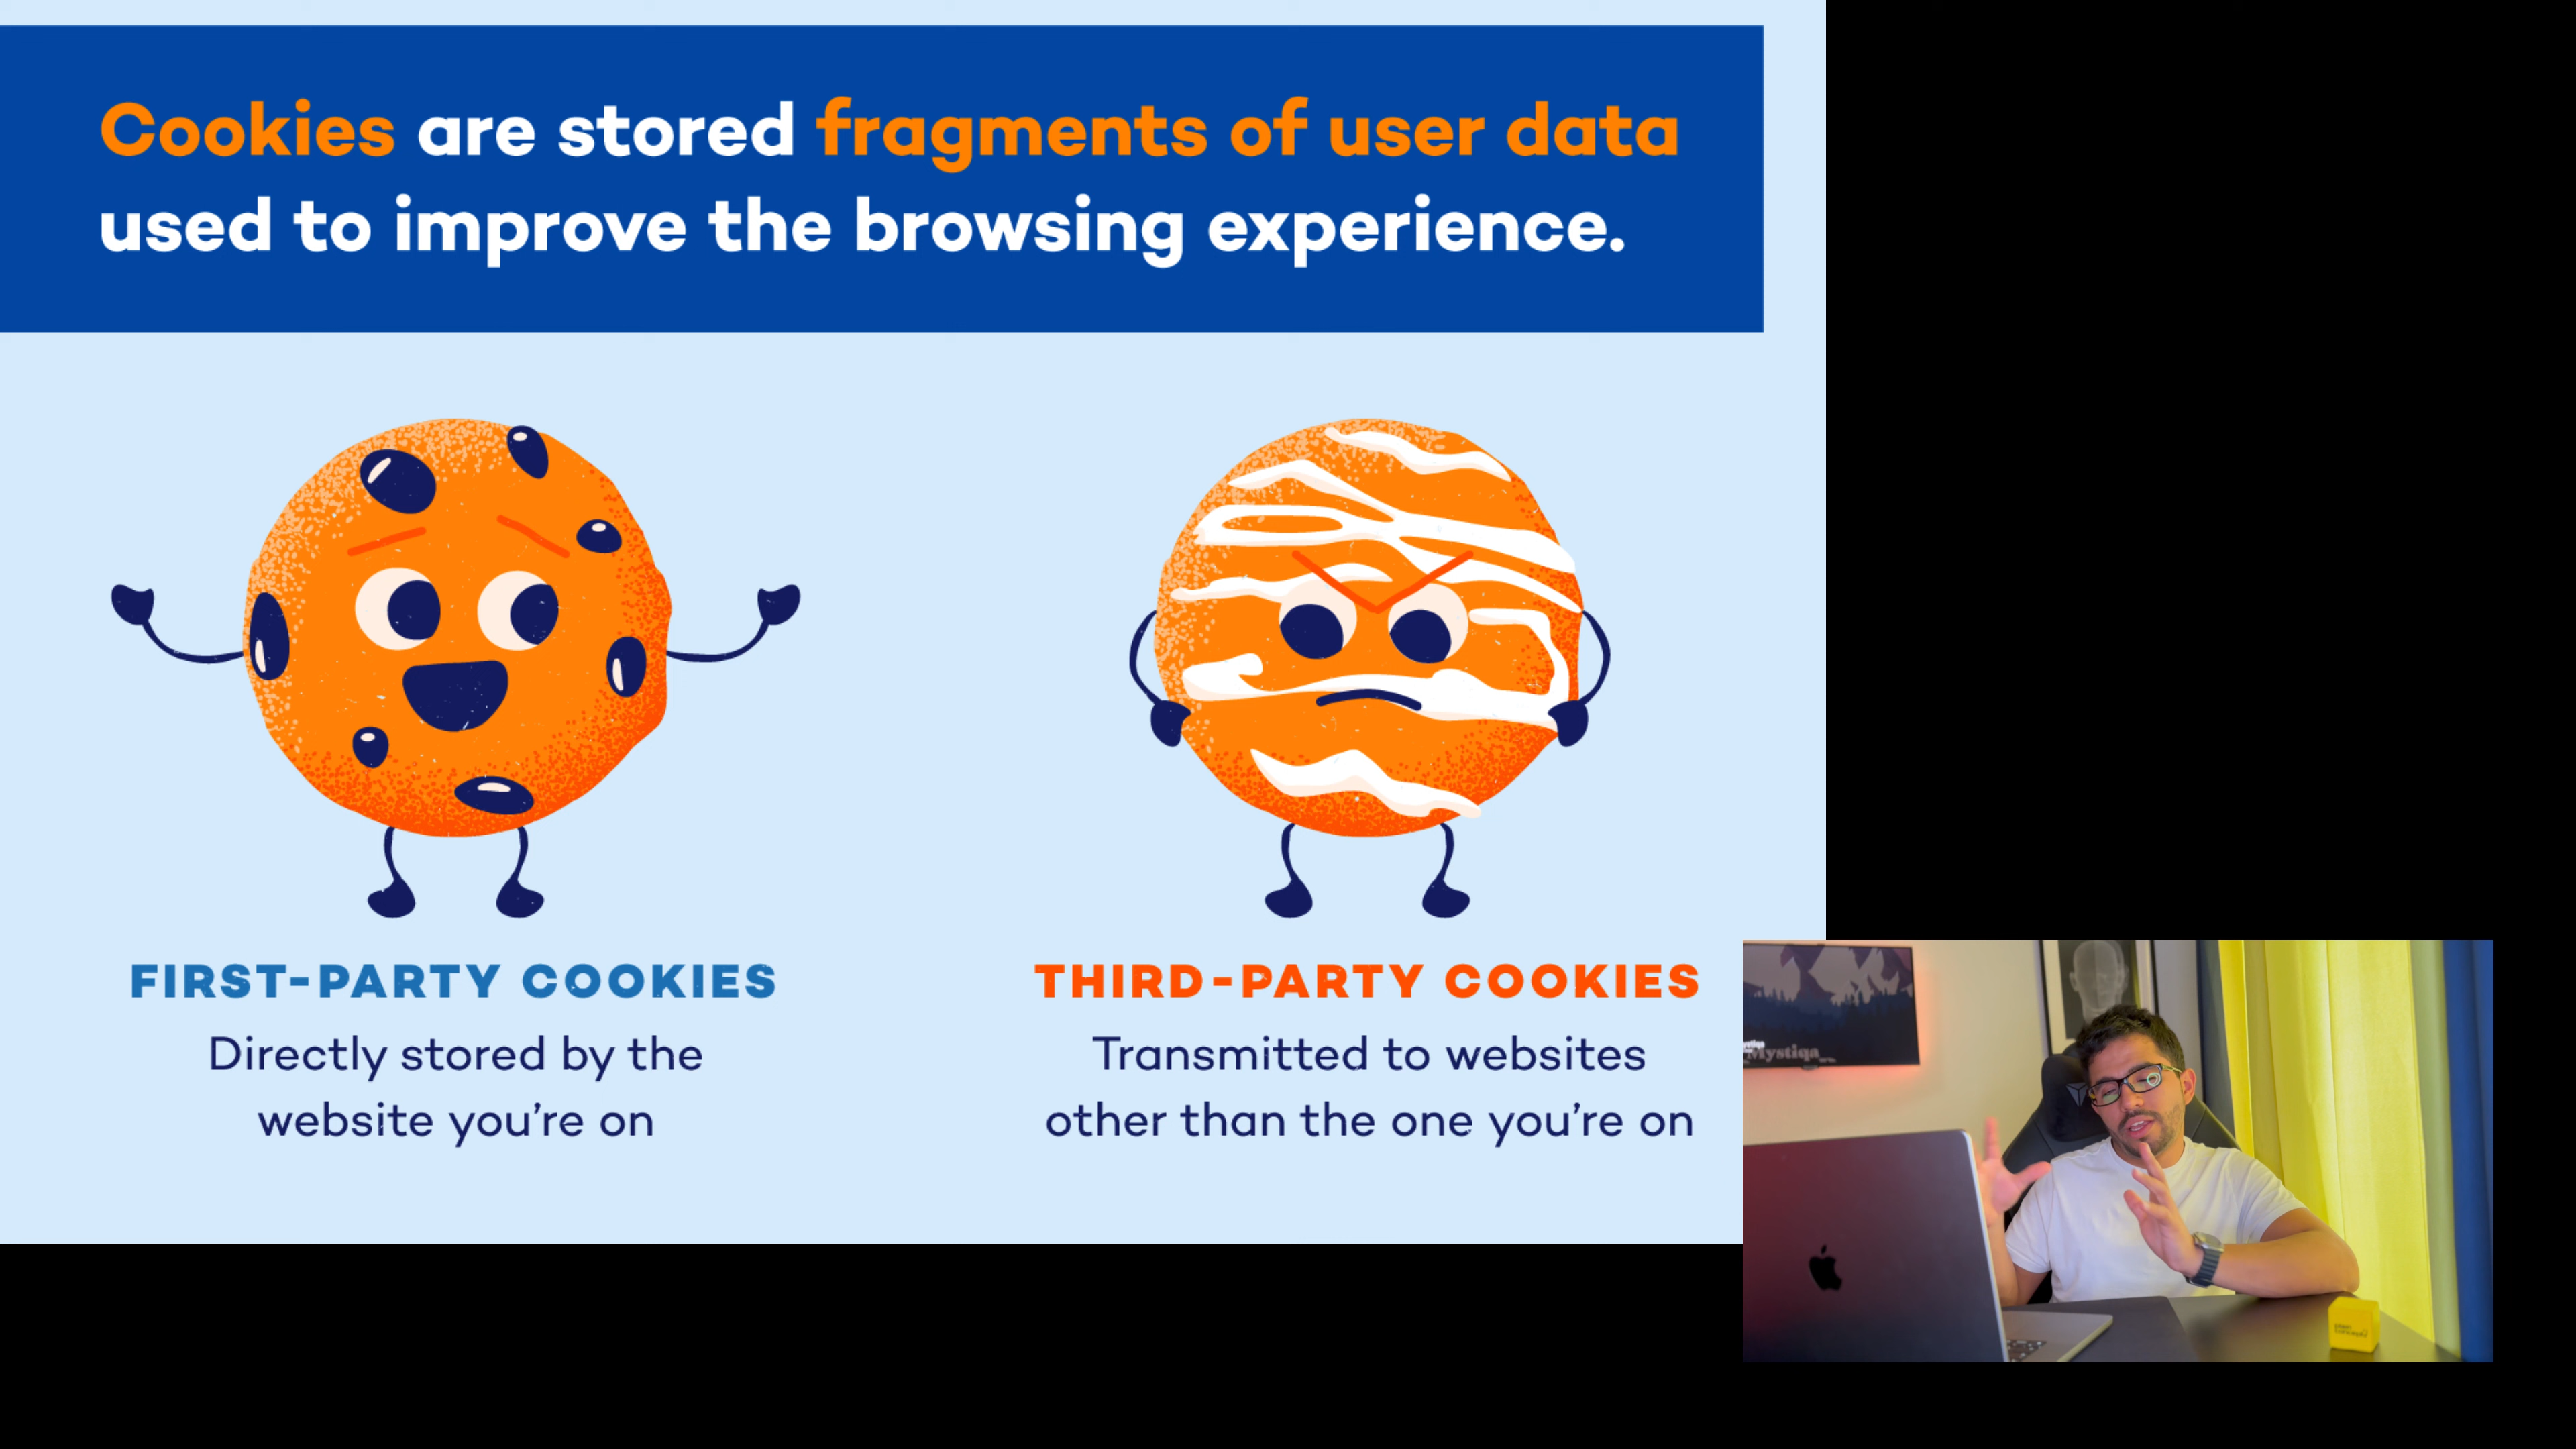 Cookies are stored fragments of user data
used to improve the browsing experience.
FIRST-PARTY COOKIES
Directly stored by the
website you're on
THIRD-PARTY COOKIES
Transmitted to websites
other than the one you're on
Mystiqa